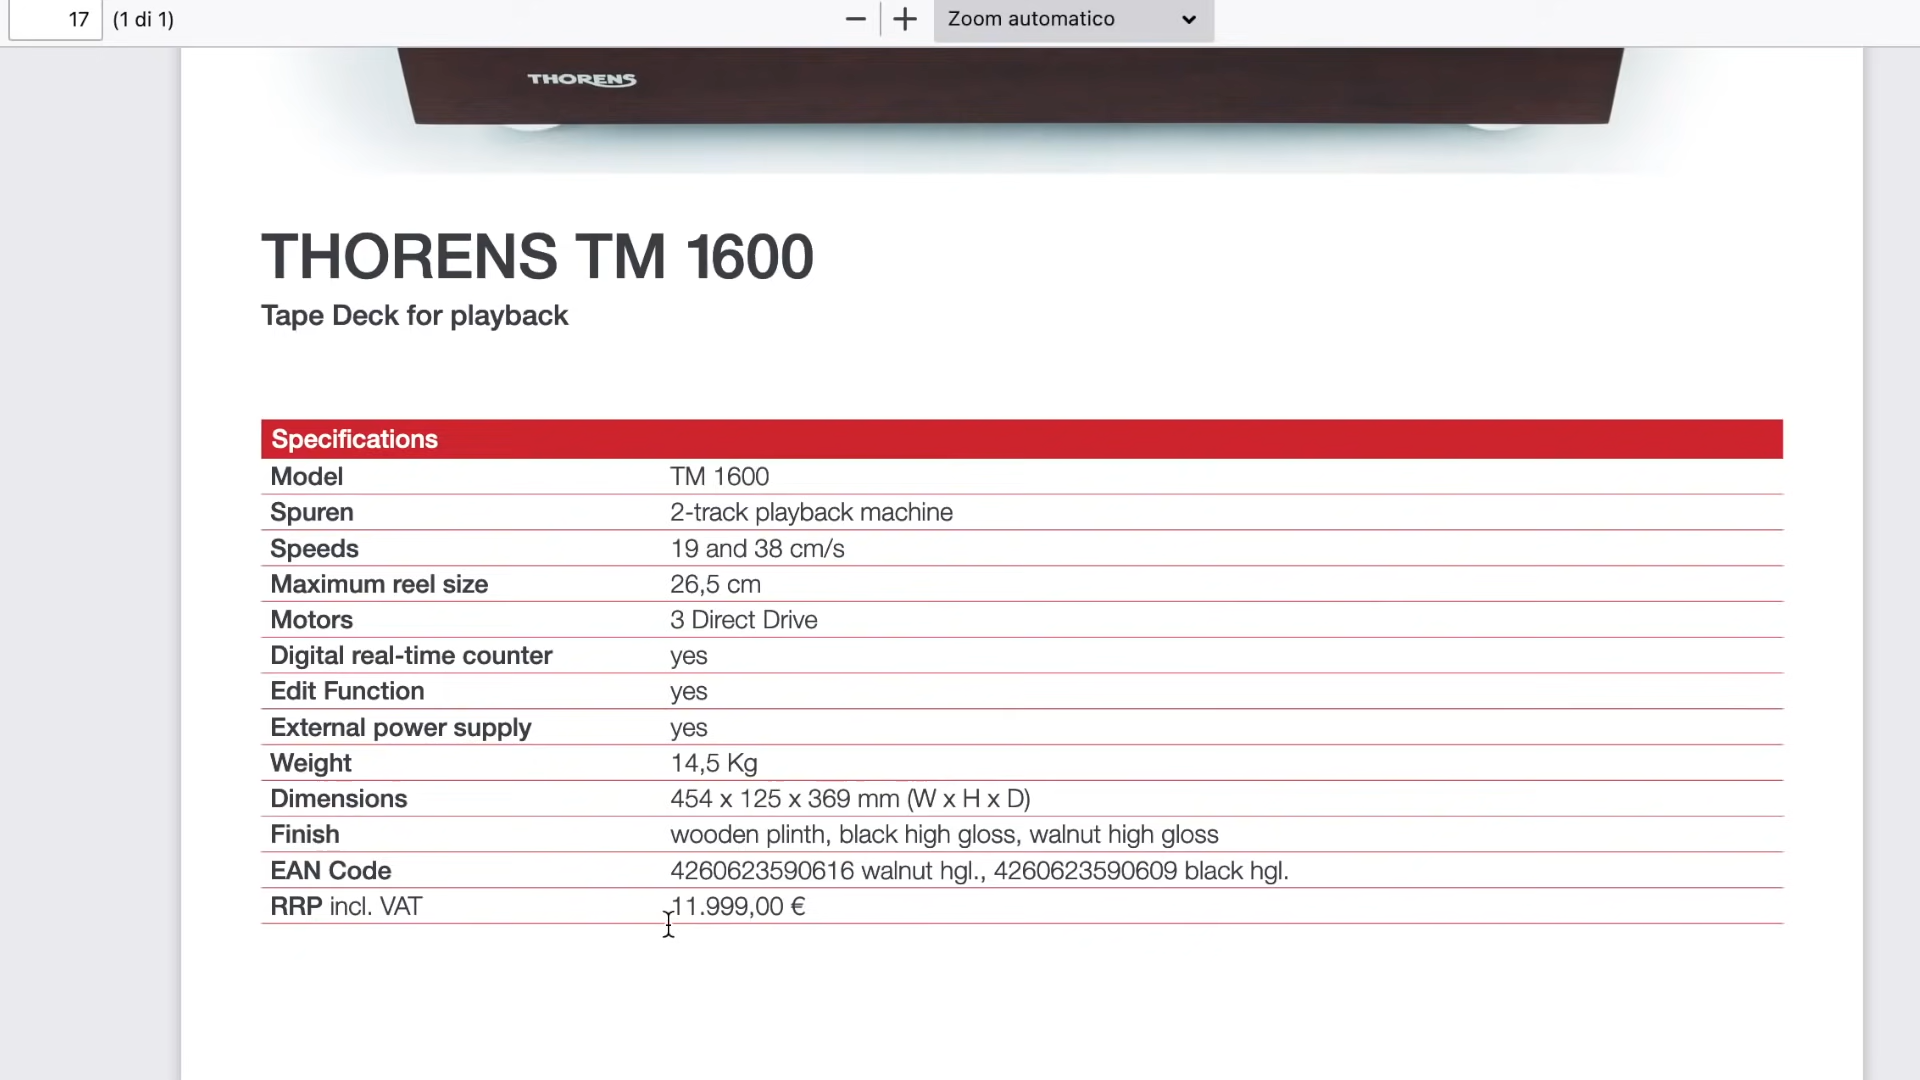 17 (1 di 1) Zoom automatico
THORENS
THORENS TM 1600
Tape Deck for playback
Specifications
Model TM 1600
Spuren 2-track playback machine
Speeds 19 and 38 cm/s
Maximum reel size 26,5 cm
Motors 3 Direct Drive
Digital real-time counter yes
Edit Function yes
External power supply yes
Weight 14,5 Kg
Dimensions 454 x 125 x 369 mm (W x H x D)
Finish wooden plinth, black high gloss, walnut high gloss
EAN Code 4260623590616 walnut hgl., 4260623590609 black hgl.
RRP incl. VAT 11.999,00 €